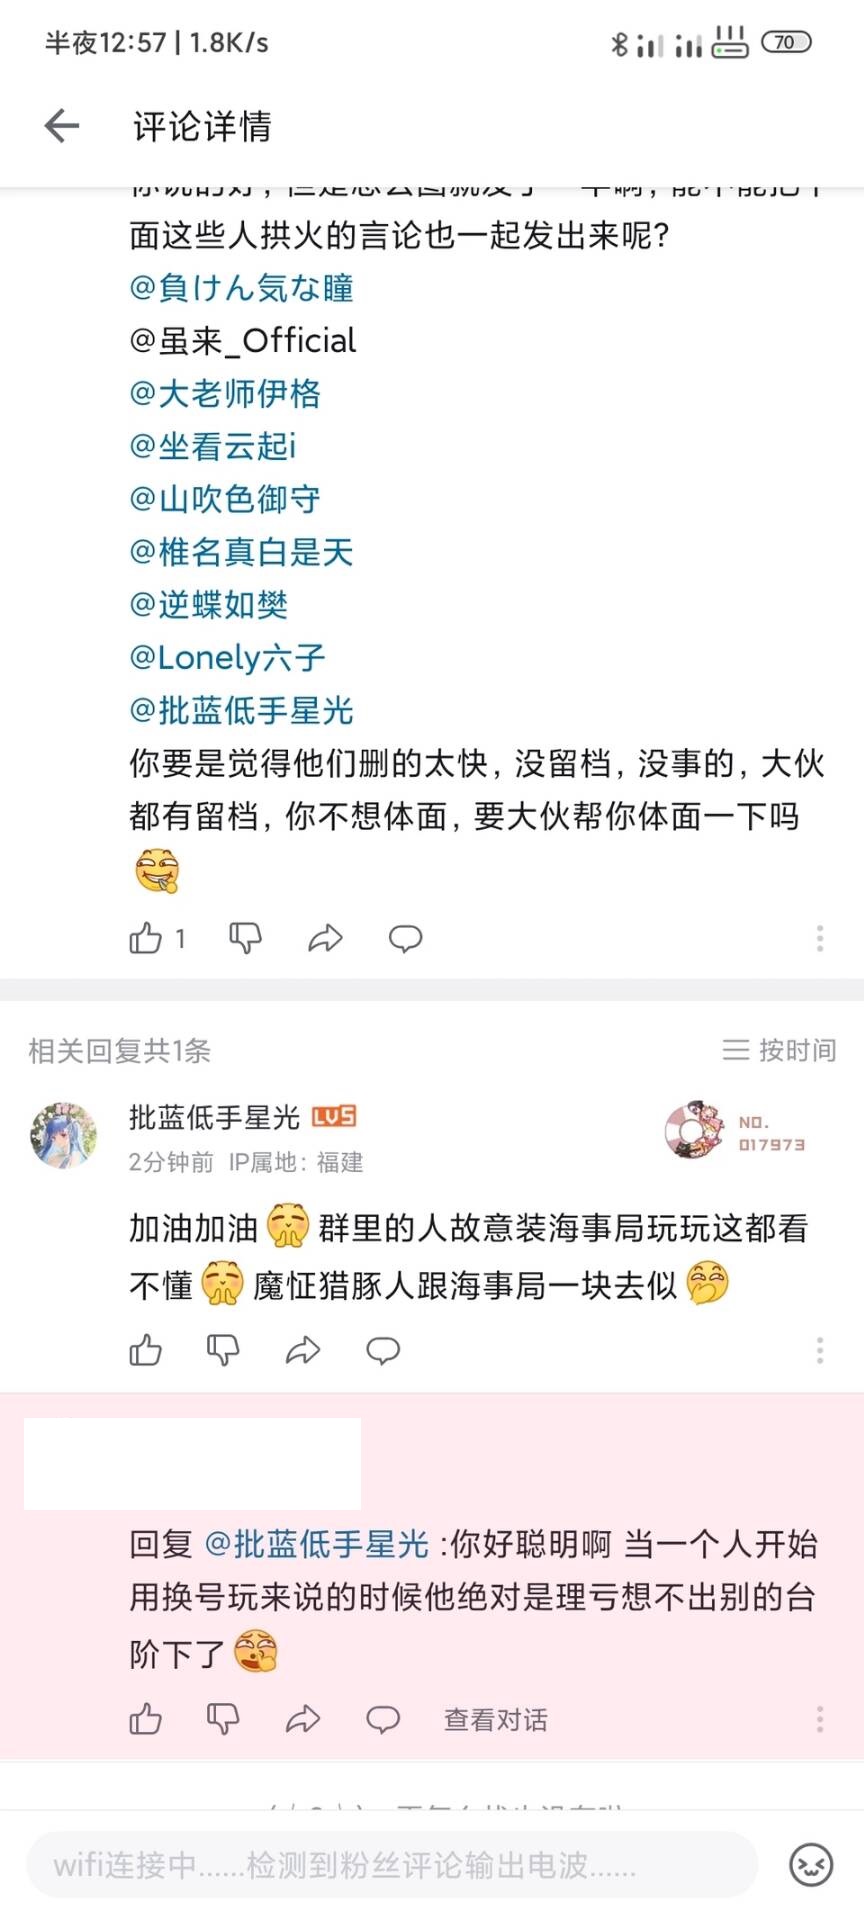 半夜12:57 | 1.8K/s
70
评论详情
面这些人拱火的言论也一起发出来呢?
@負けん気な瞳
@虽来_Official
@大老师伊格
@坐看云起i
@山吹色御守
@椎名真白是天
@逆蝶如樊
@Lonely六子
@批蓝低手星光
你要是觉得他们删的太快, 没留档, 没事的, 大伙
都有留档, 你不想体面, 要大伙帮你体面一下吗
1
相关回复共1条
按时间
批蓝低手星光 LV5
NO.
017973
2分钟前 IP属地：福建
加油加油 群里的人故意装海事局玩玩这都看
不懂 魔怔猎豚人跟海事局一块去似
回复 @批蓝低手星光 :你好聪明啊 当一个人开始
用换号玩来说的时候他绝对是理亏想不出别的台
阶下了
查看对话
wifi连接中......检测到粉丝评论输出电波......